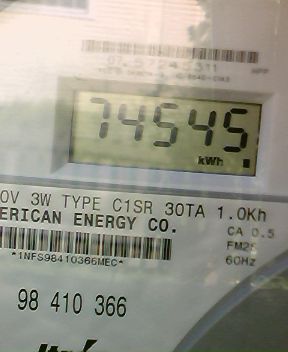 74545
kWh
0V 3W TYPE C1SR 30TA 1.0Kh
ERICAN ENERGY CO.
CA 0.5
*1NFS98410366MEC*
60Hz
98 410 366